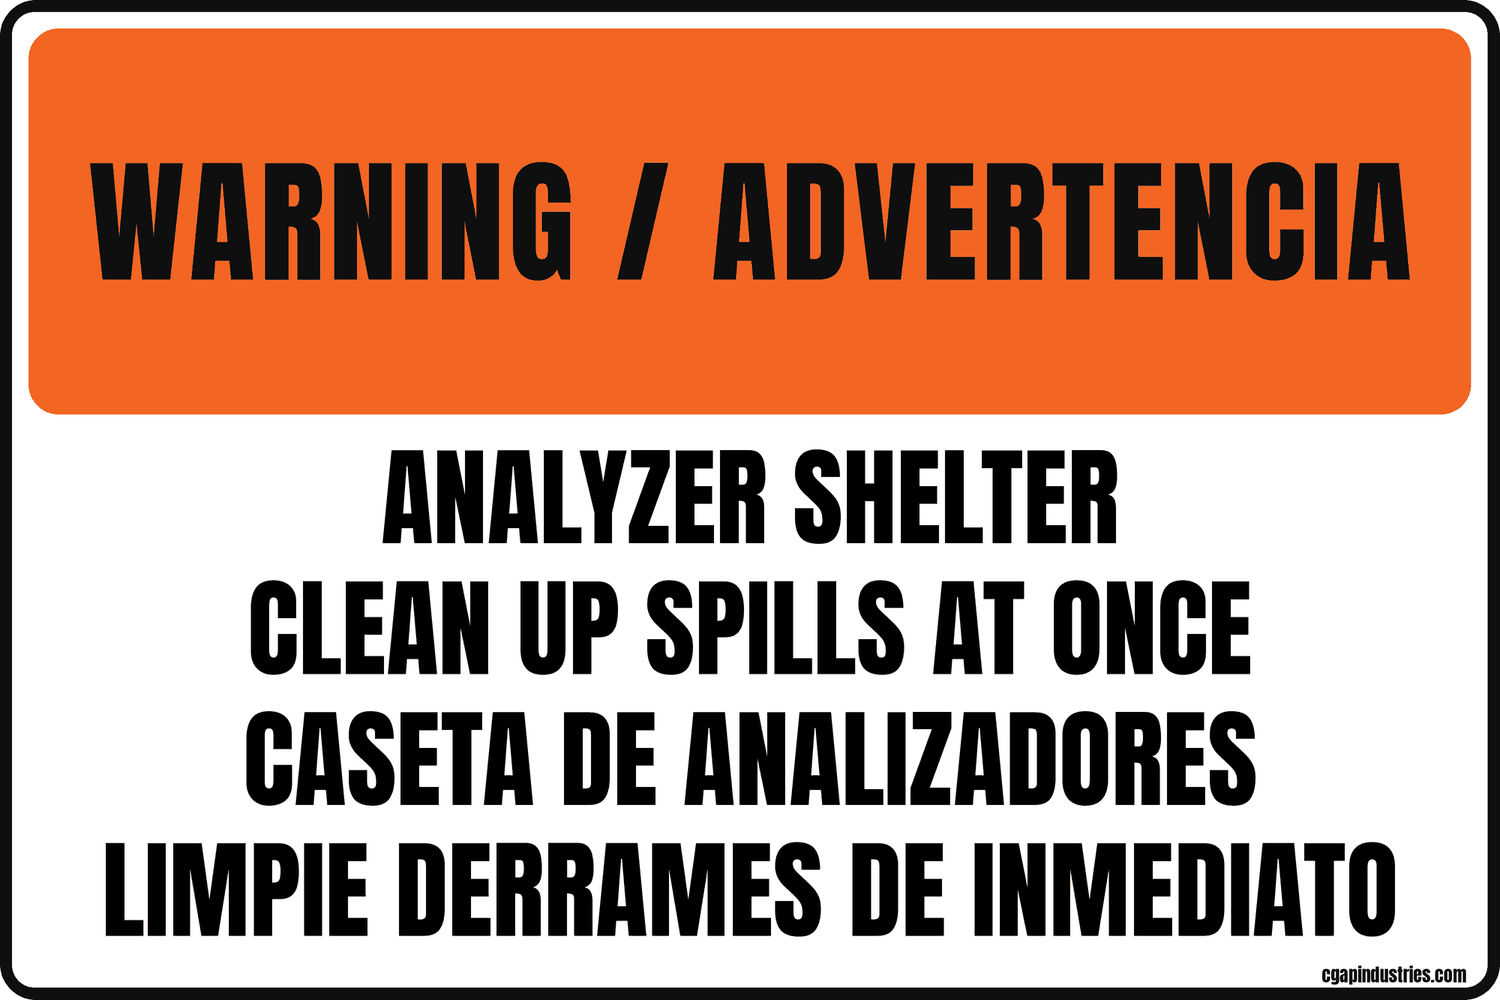 WARNING / ADVERTENCIA
ANALYZER SHELTER
CLEAN UP SPILLS AT ONCE
CASETA DE ANALIZADORES
LIMPIE DERRAMES DE INMEDIATO
cgapindustries.com